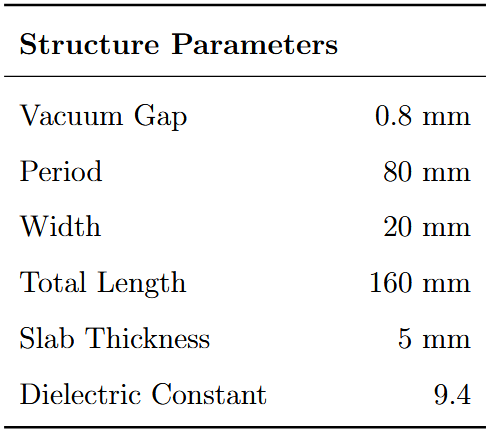 Structure Parameters
Vacuum Gap 0.8 mm
Period 80 mm
Width 20 mm
Total Length 160 mm
Slab Thickness 5 mm
Dielectric Constant 9.4